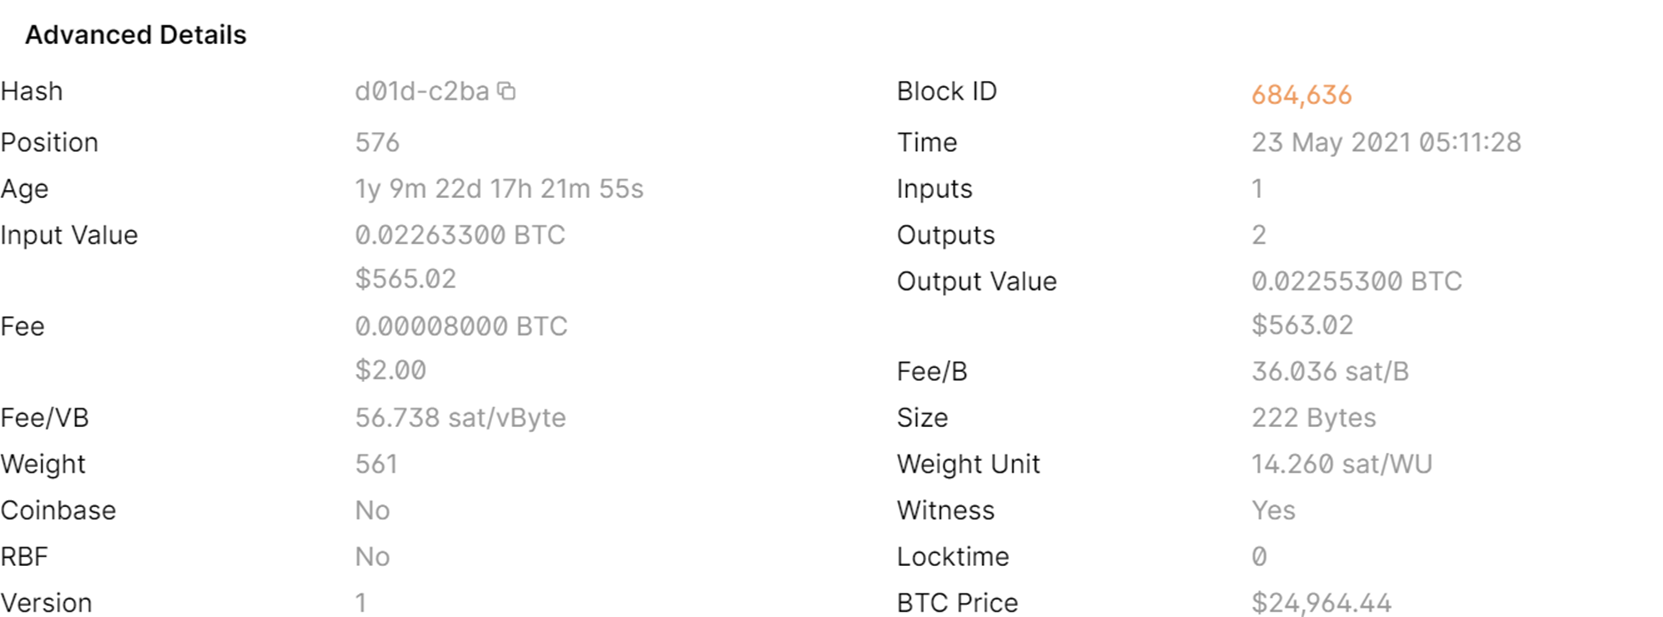 Advanced Details
Hash d01d-c2ba
Position 576
Age 1y 9m 22d 17h 21m 55s
Input Value 0.02263300 BTC
$565.02
Fee 0.00008000 BTC
$2.00
Fee/VB 56.738 sat/vByte
Weight 561
Coinbase No
RBF No
Version 1
Block ID 684,636
Time 23 May 2021 05:11:28
Inputs 1
Outputs 2
Output Value 0.02255300 BTC
$563.02
Fee/B 36.036 sat/B
Size 222 Bytes
Weight Unit 14.260 sat/WU
Witness Yes
Locktime 0
BTC Price $24,964.44